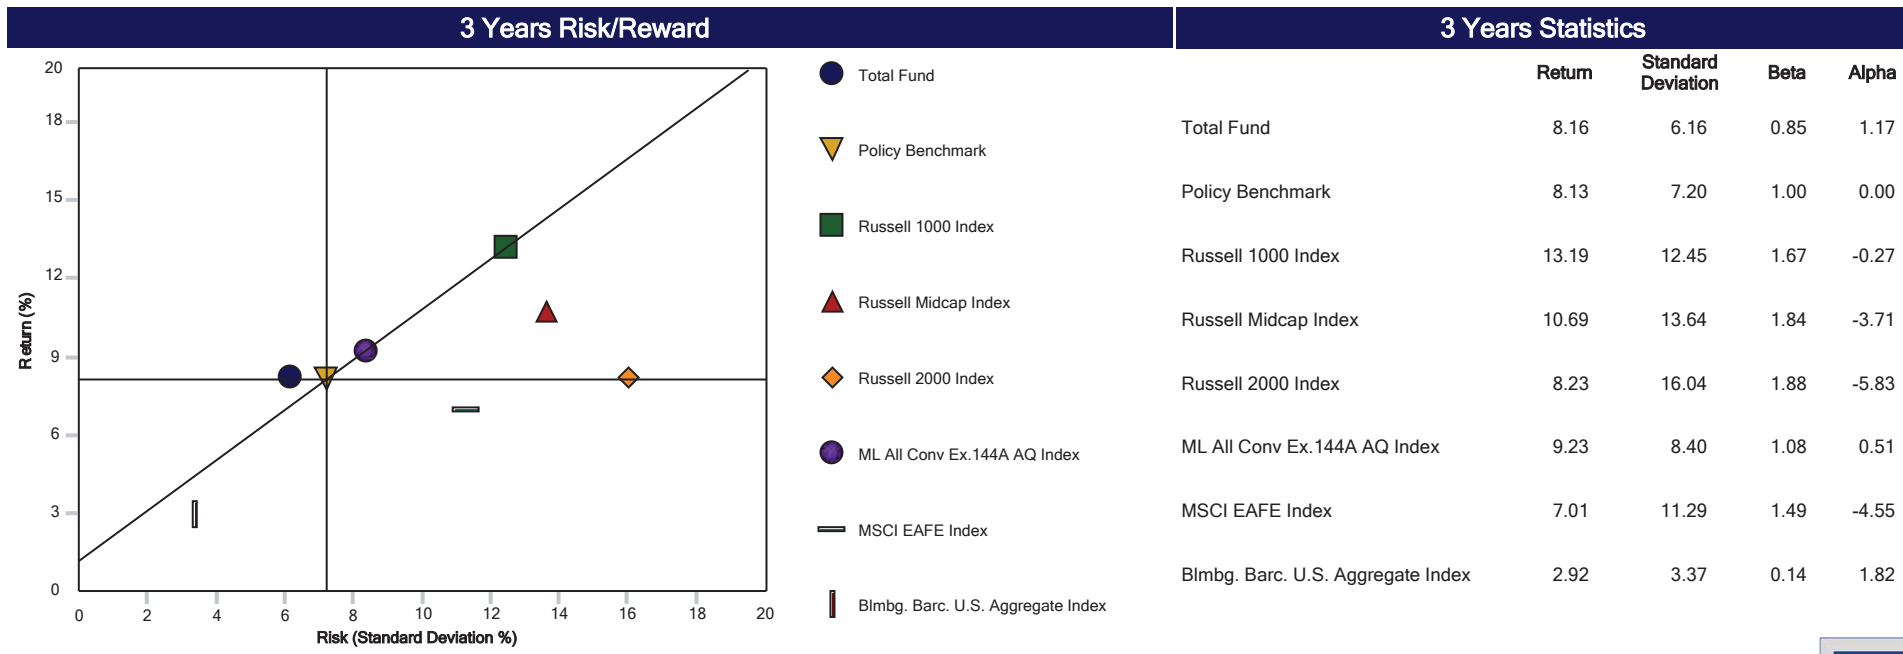 3 Years Risk/Reward
20
18
15
12
9
6
3
0
Return (%)
0 2 4 6 8 10 12 14 16 18 20
Risk (Standard Deviation %)
Total Fund
Policy Benchmark
Russell 1000 Index
Russell Midcap Index
Russell 2000 Index
ML All Conv Ex.144A AQ Index
MSCI EAFE Index
Blmbg. Barc. U.S. Aggregate Index
3 Years Statistics
Return Standard Deviation Beta Alpha
Total Fund 8.16 6.16 0.85 1.17
Policy Benchmark 8.13 7.20 1.00 0.00
Russell 1000 Index 13.19 12.45 1.67 -0.27
Russell Midcap Index 10.69 13.64 1.84 -3.71
Russell 2000 Index 8.23 16.04 1.88 -5.83
ML All Conv Ex.144A AQ Index 9.23 8.40 1.08 0.51
MSCI EAFE Index 7.01 11.29 1.49 -4.55
Blmbg. Barc. U.S. Aggregate Index 2.92 3.37 0.14 1.82